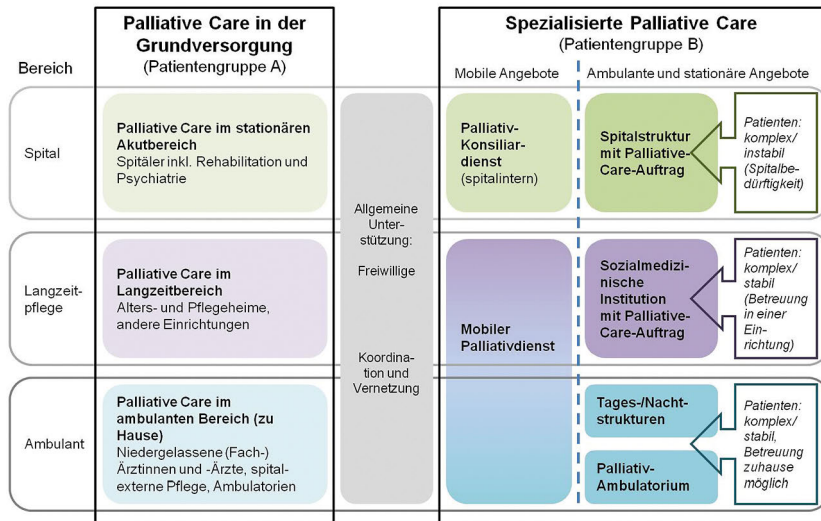 Palliative Care in der
Grundversorgung
(Patientengruppe A)
Spezialisierte Palliative Care
(Patientengruppe B)
Bereich
Mobile Angebote
Ambulante und stationäre Angebote
Spital
Palliative Care im stationären
Akutbereich
Spitäler inkl. Rehabilitation und
Psychiatrie
Allgemeine
Unter-
stützung:
Freiwillige
Koordina-
tion und
Vernetzung
Palliativ-
Konsiliar-
dienst
(spitalintern)
Spitalstruktur
mit Palliative-
Care-Auftrag
Patienten:
komplex/
instabil
(Spitalbe-
dürftigkeit)
Langzeit-
pflege
Palliative Care im
Langzeitbereich
Alters- und Pflegeheime,
andere Einrichtungen
Mobiler
Palliativdienst
Sozialmedizi-
nische
Institution
mit Palliative-
Care-Auftrag
Patienten:
komplex/
stabil
(Betreuung
in einer
Ein-
richtung)
Ambulant
Palliative Care im
ambulanten Bereich (zu
Hause)
Niedergelassene (Fach-)
Ärztinnen und -Ärzte, spital-
externe Pflege, Ambulatorien
Tages-/Nacht-
strukturen
Palliativ-
Ambulatorium
Patienten:
komplex/
stabil,
Betreuung
zuhause
möglich